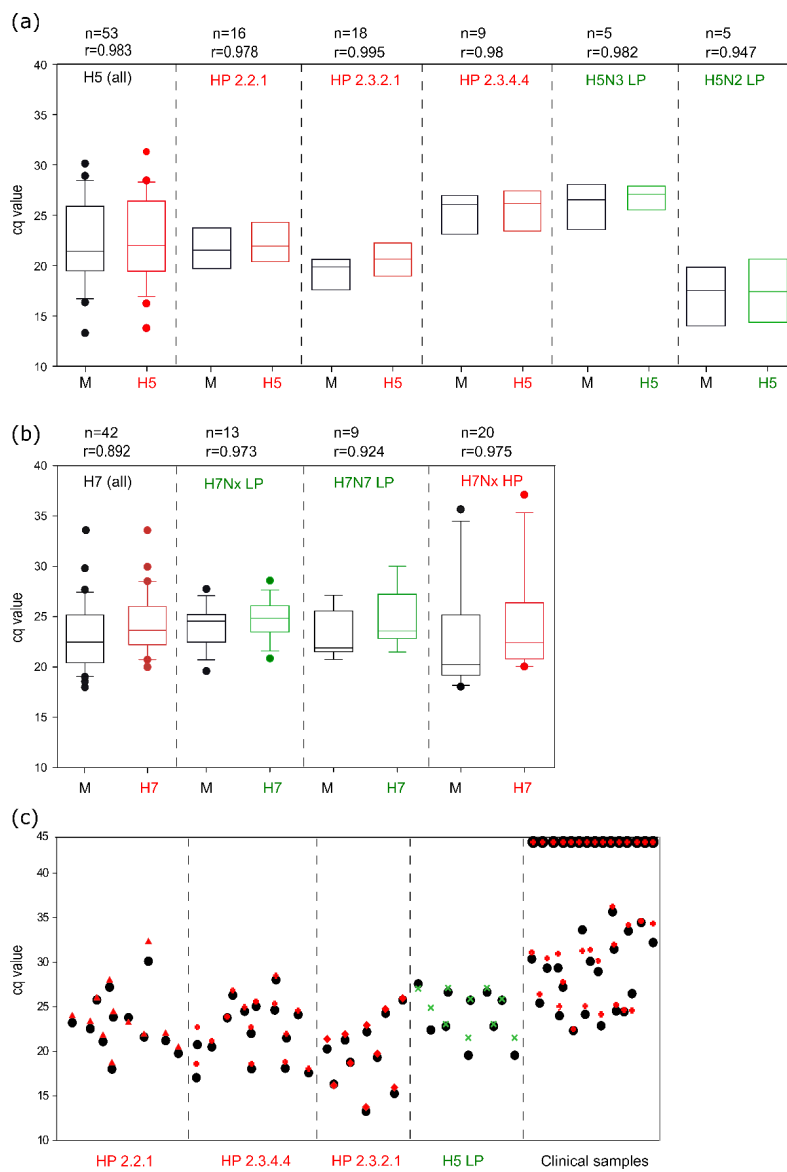 (a)
n=53 n=16 n=18 n=9 n=5 n=5
r=0.983 r=0.978 r=0.995 r=0.98 r=0.982 r=0.947
H5 (all) HP 2.2.1 HP 2.3.2.1 HP 2.3.4.4 H5N3 LP H5N2 LP
40
35
30
25
20
15
10
cq value
M H5 M H5 M H5 M H5 M H5 M H5
(b)
n=42 n=13 n=9 n=20
r=0.892 r=0.973 r=0.924 r=0.975
H7 (all) H7Nx LP H7N7 LP H7Nx HP
40
35
30
25
20
15
10
cq value
M H7 M H7 M H7 M H7
(c)
45
40
35
30
25
20
15
10
cq value
HP 2.2.1 HP 2.3.4.4 HP 2.3.2.1 H5 LP Clinical samples